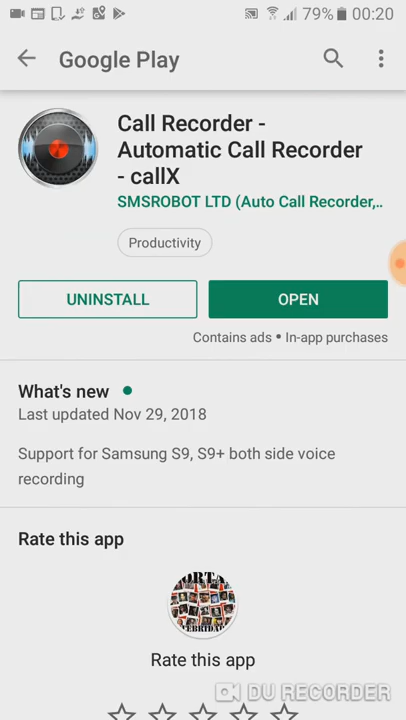 79% 00:20
Google Play
Call Recorder -
Automatic Call Recorder
- callX
SMSROBOT LTD (Auto Call Recorder,..
Productivity
UNINSTALL
OPEN
Contains ads • In-app purchases
What's new
Last updated Nov 29, 2018
Support for Samsung S9, S9+ both side voice
recording
Rate this app
ORTA
EBRIDAD
Rate this app
DU RECORDER